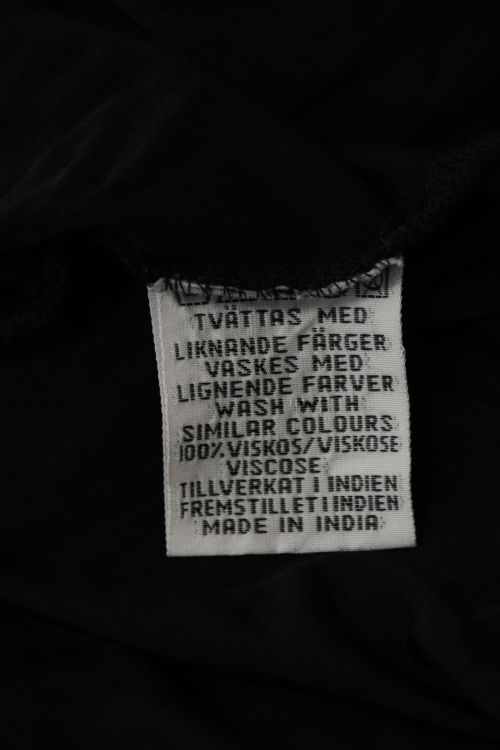 TVÄTTAS MED
LIKNANDE FÄRGER
VASKES MED
LIGNENDE FARVER
WASH WITH
SIMILAR COLOURS
100% VISKOS/VISKOSE
VISCOSE
TILLVERKAT I INDIEN
FREMSTILLET I INDIEN
MADE IN INDIA